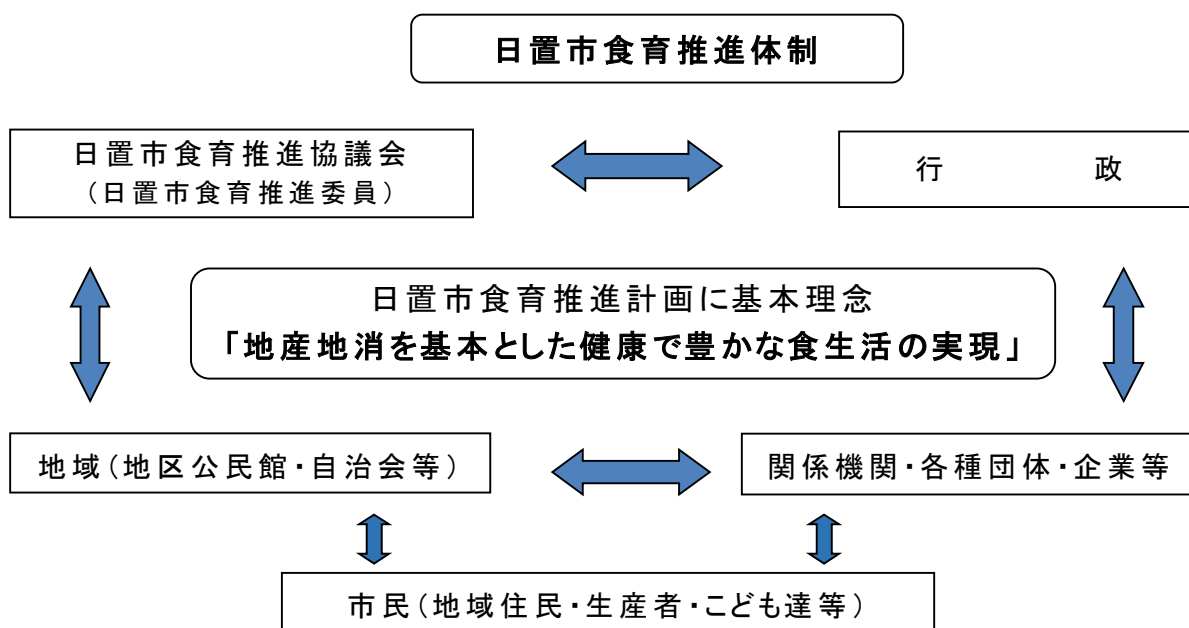 日置市食育推進体制
日置市食育推進協議会
（日置市食育推進委員）
行　　　　政
日置市食育推進計画に基本理念
「地産地消を基本とした健康で豊かな食生活の実現」
地域（地区公民館・自治会等）
関係機関・各種団体・企業等
市民（地域住民・生産者・こども達等）